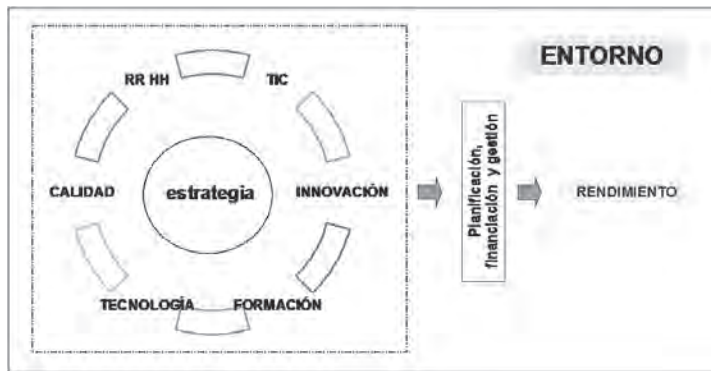 ENTORNO
RR HH
TIC
CALIDAD
estrategia
INNOVACIÓN
TECNOLOGÍA
FORMACIÓN
Planificación,
financiación y gestión
RENDIMIENTO